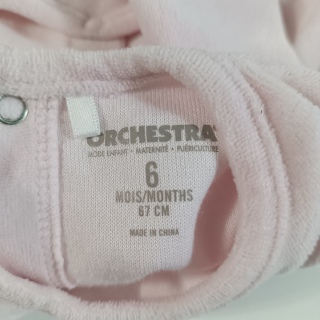 ORCHESTRA
MODE ENFANT • MATERNITÉ • PUÉRICULTURE
6
MOIS/MONTHS
67 CM
MADE IN CHINA